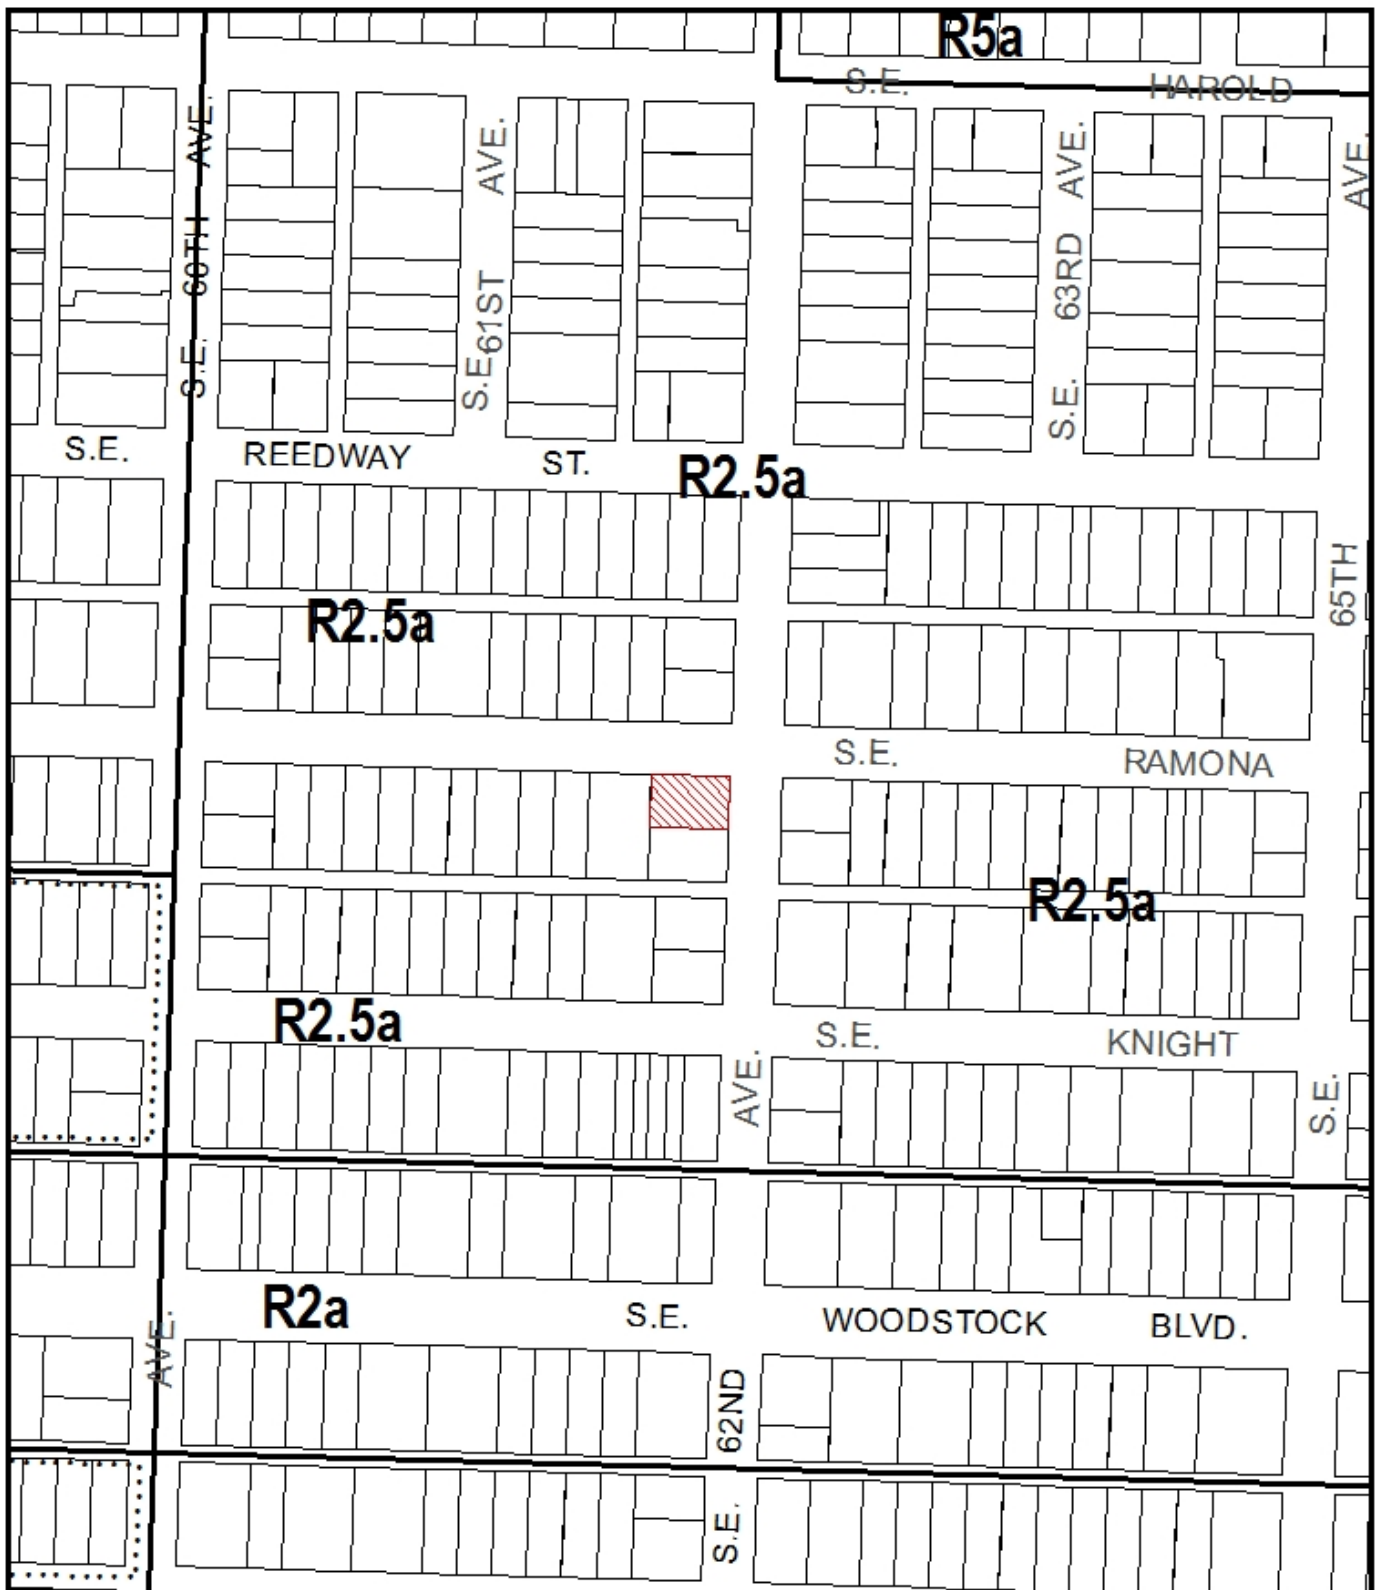 R5a
S.E. HAROLD
S.E. 60TH AVE.
S.E. 61ST AVE.
S.E. 63RD AVE.
AVE.
S.E. REEDWAY ST.
R2.5a
65TH
R2.5a
S.E. RAMONA
R2.5a
R2.5a
S.E. KNIGHT
AVE.
S.E.
R2a
S.E. WOODSTOCK BLVD.
AVE.
62ND
S.E.